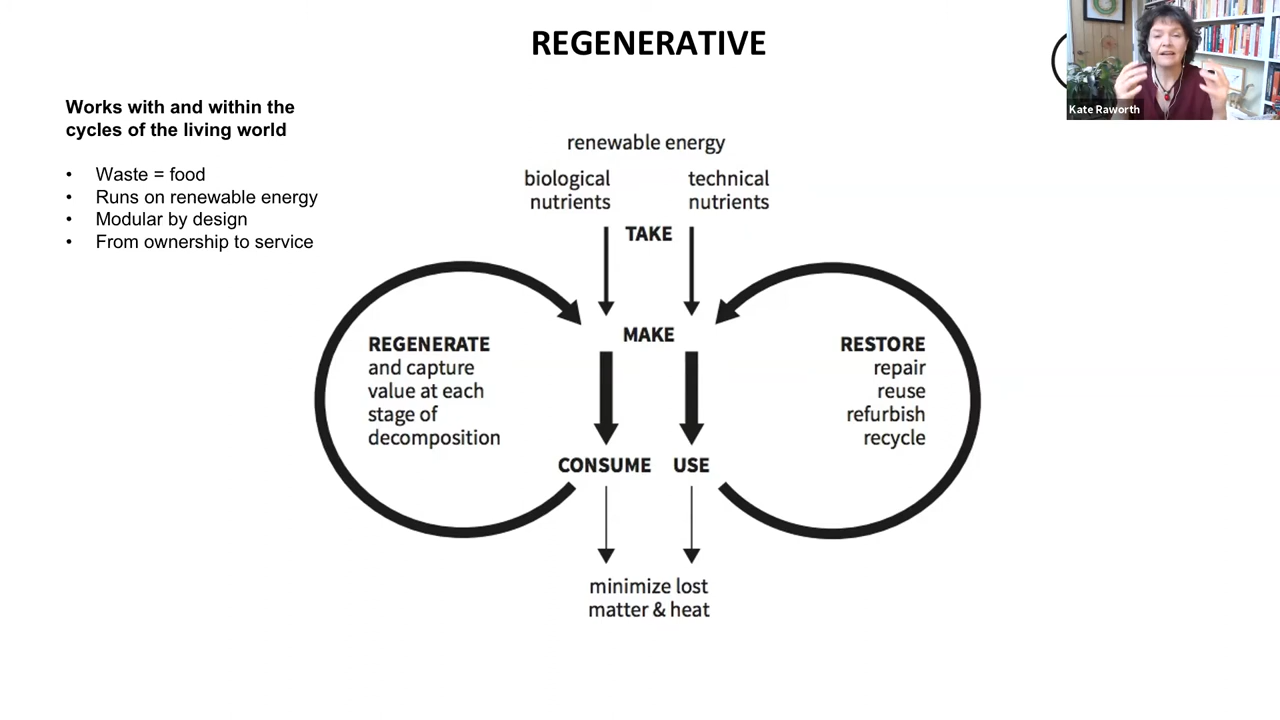 REGENERATIVE
Kate Raworth
Works with and within the
cycles of the living world
• Waste = food
• Runs on renewable energy
• Modular by design
• From ownership to service
renewable energy
biological
nutrients
technical
nutrients
TAKE
MAKE
REGENERATE
and capture
value at each
stage of
decomposition
RESTORE
repair
reuse
refurbish
recycle
CONSUME
USE
minimize lost
matter & heat